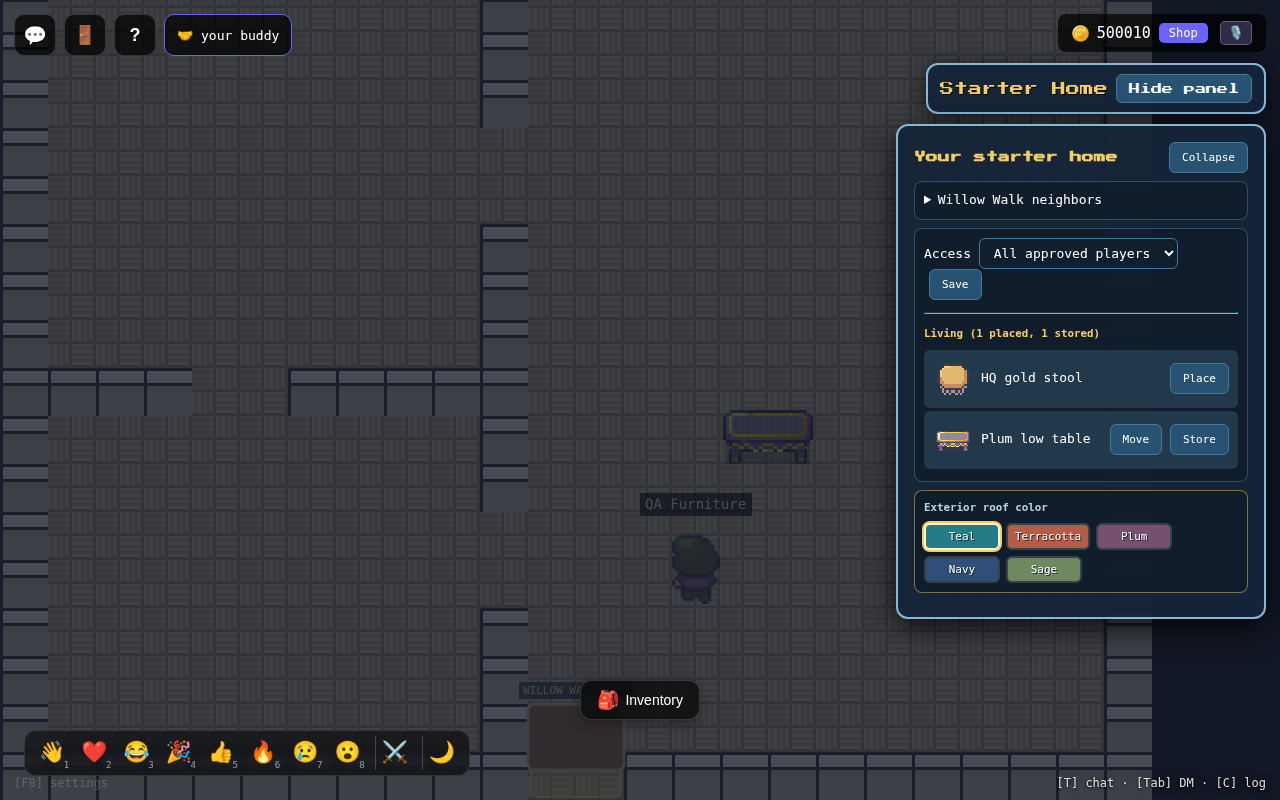 ? your buddy
500010 Shop
Starter Home Hide panel
Your starter home Collapse
Willow Walk neighbors
Access All approved players
Save
Living (1 placed, 1 stored)
HQ gold stool Place
Plum low table Move Store
QA Furniture
Exterior roof color
Teal Terracotta Plum
Navy Sage
WILLOW
Inventory
1 2 3 4 5 6 7 8
[F8] settings
[T] chat · [Tab] DM · [C] log